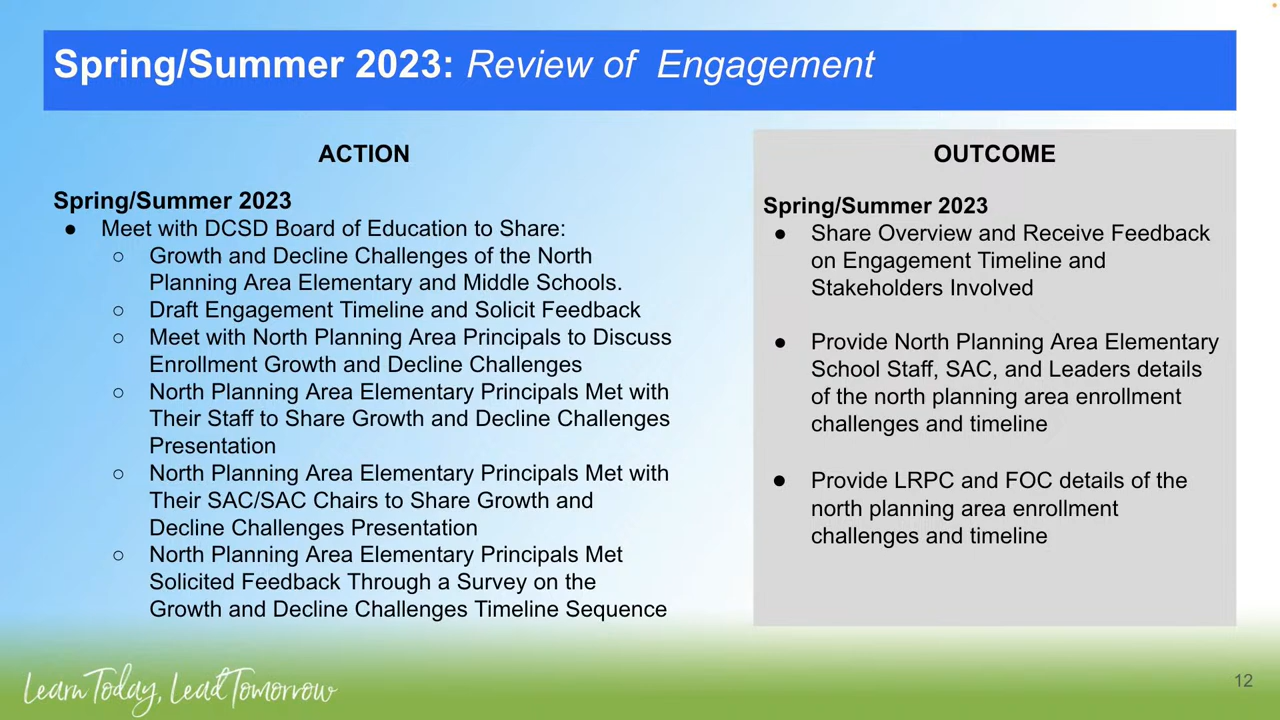 Spring/Summer 2023: Review of Engagement
ACTION
Spring/Summer 2023
● Meet with DCSD Board of Education to Share:
○ Growth and Decline Challenges of the North
Planning Area Elementary and Middle Schools.
○ Draft Engagement Timeline and Solicit Feedback
○ Meet with North Planning Area Principals to Discuss
Enrollment Growth and Decline Challenges
○ North Planning Area Elementary Principals Met with
Their Staff to Share Growth and Decline Challenges
Presentation
○ North Planning Area Elementary Principals Met with
Their SAC/SAC Chairs to Share Growth and
Decline Challenges Presentation
○ North Planning Area Elementary Principals Met
Solicited Feedback Through a Survey on the
Growth and Decline Challenges Timeline Sequence
OUTCOME
Spring/Summer 2023
● Share Overview and Receive Feedback
on Engagement Timeline and
Stakeholders Involved
● Provide North Planning Area Elementary
School Staff, SAC, and Leaders details
of the north planning area enrollment
challenges and timeline
● Provide LRPC and FOC details of the
north planning area enrollment
challenges and timeline
Learn Today, Lead Tomorrow
12